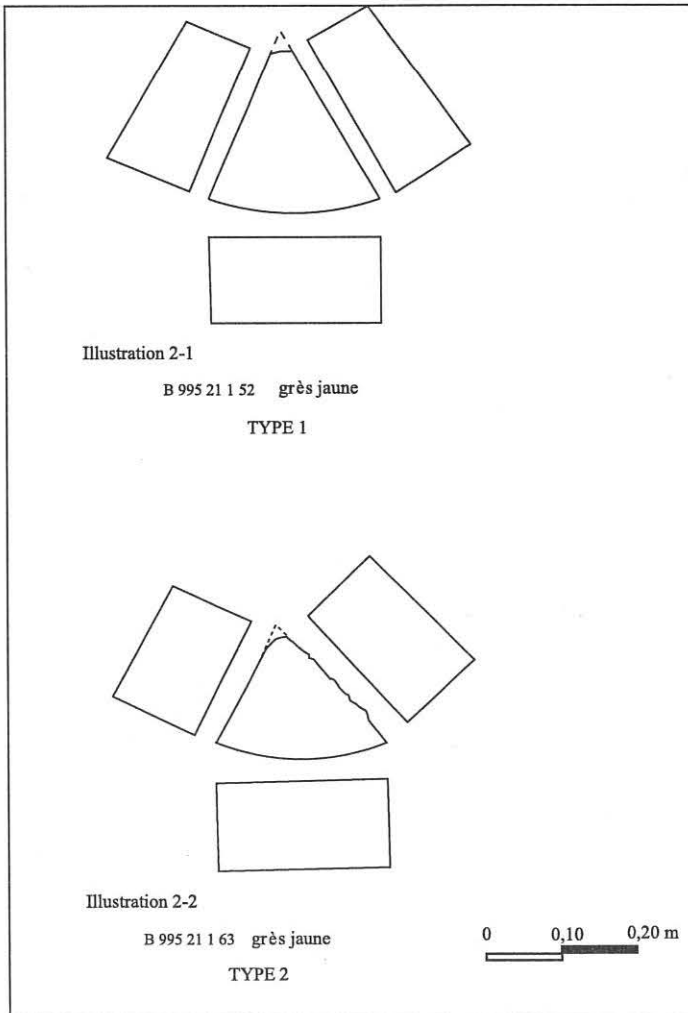 Illustration 2-1
B 995 21 1 52 grès jaune
TYPE 1
Illustration 2-2
B 995 21 1 63 grès jaune
TYPE 2
0 0,10 0,20 m